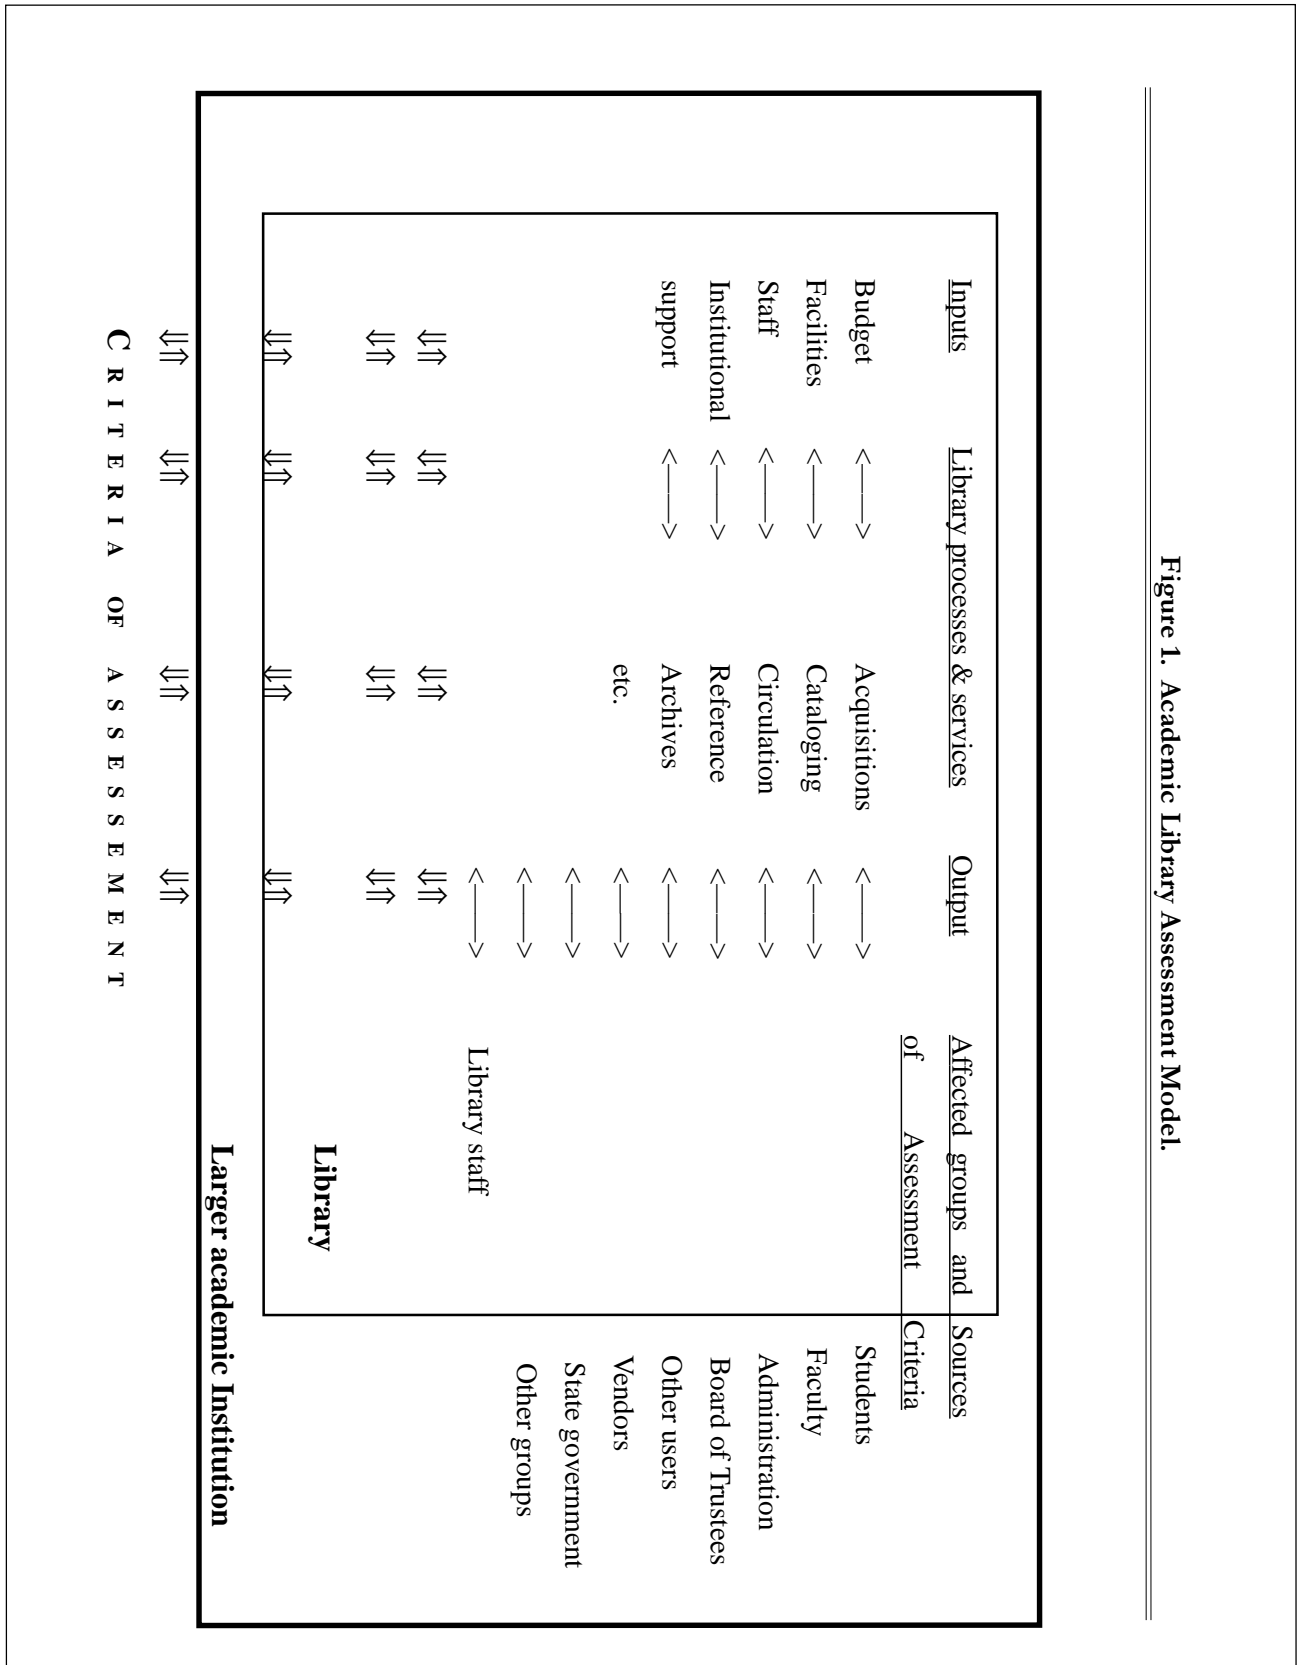 Figure 1. Academic Library Assessment Model.
Inputs Library processes & services Output Affected groups and Sources
of Assessment Criteria
Budget <——> Acquisitions <——> Students
Facilities <——> Cataloging <——> Faculty
Staff <——> Circulation <——> Administration
Institutional <——> Reference <——> Board of Trustees
support <——> Archives <——> Other users
etc. <——> Vendors
<——> State government
<——> Other groups
<——> Library staff
⇓⇑ ⇓⇑ ⇓⇑ ⇓⇑
⇓⇑ ⇓⇑ ⇓⇑ ⇓⇑
Library
⇓⇑ ⇓⇑ ⇓⇑ ⇓⇑
Larger academic Institution
⇓⇑ ⇓⇑ ⇓⇑ ⇓⇑
CRITERIA OF ASSESSEMENT